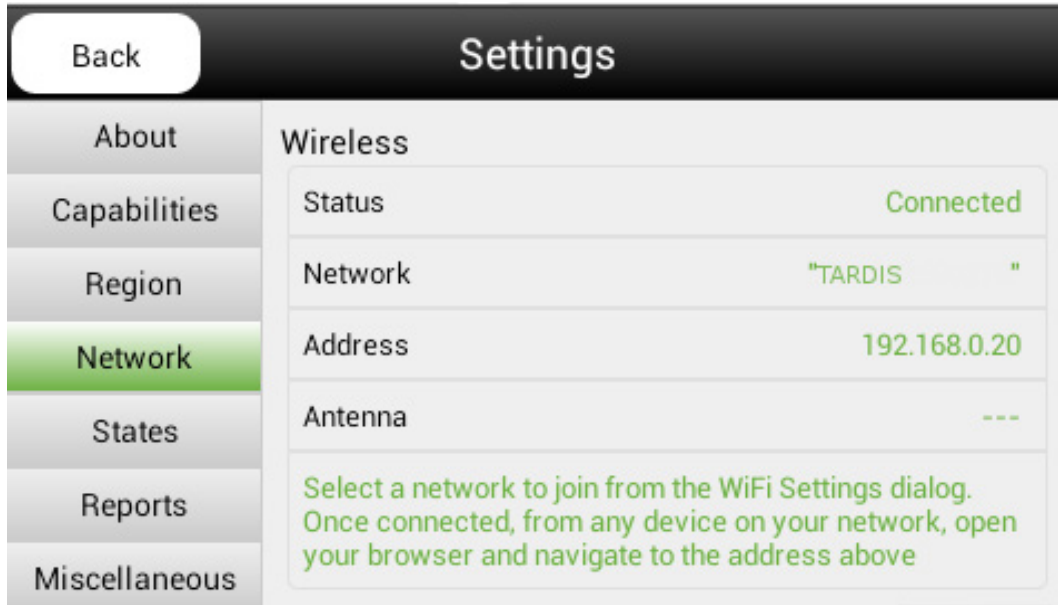 Back
Settings
About
Capabilities
Region
Network
States
Reports
Miscellaneous
Wireless
Status Connected
Network "TARDIS "
Address 192.168.0.20
Antenna ---
Select a network to join from the WiFi Settings dialog.
Once connected, from any device on your network, open
your browser and navigate to the address above